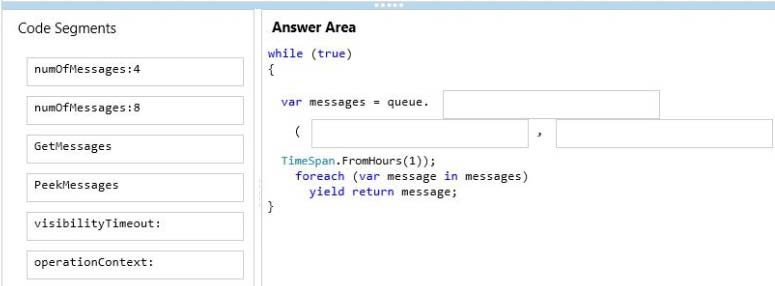 Code Segments
numOfMessages:4
numOfMessages:8
GetMessages
PeekMessages
visibilityTimeout:
operationContext:
Answer Area
while (true)
{
var messages = queue.
( ,
TimeSpan.FromHours(1));
foreach (var message in messages)
yield return message;
}